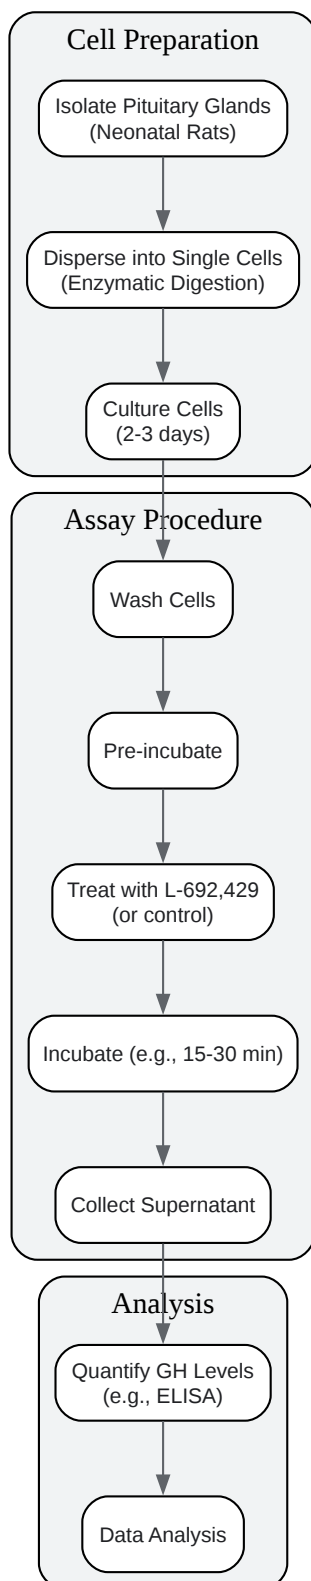 Cell Preparation
Isolate Pituitary Glands
(Neonatal Rats)
Disperse into Single Cells
(Enzymatic Digestion)
Culture Cells
(2-3 days)
Assay Procedure
Wash Cells
Pre-incubate
Treat with L-692,429
(or control)
Incubate (e.g., 15-30 min)
Collect Supernatant
Analysis
Quantify GH Levels
(e.g., ELISA)
Data Analysis